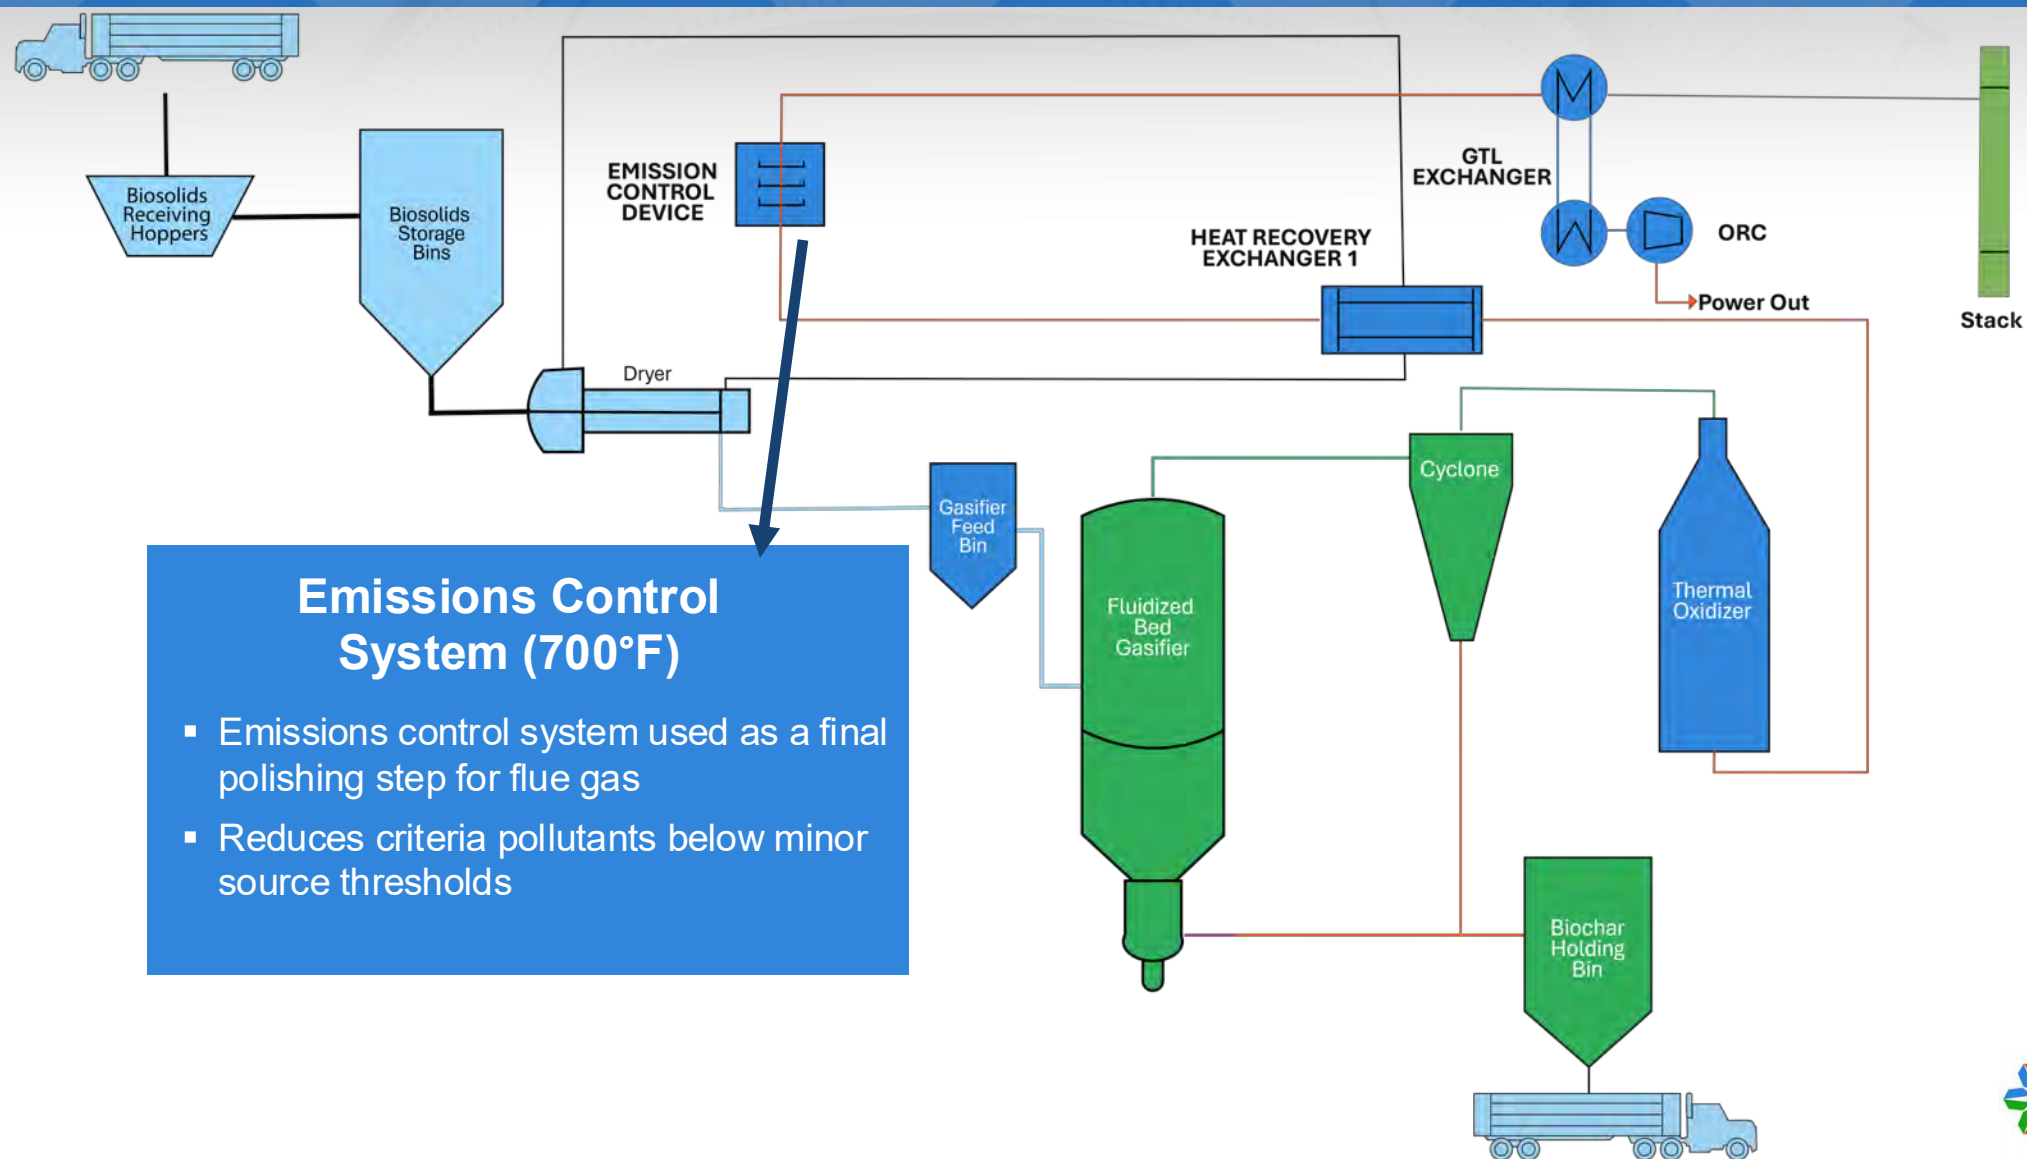 Biosolids
Receiving
Hoppers
Biosolids
Storage
Bins
EMISSION
CONTROL
DEVICE
GTL
EXCHANGER
ORC
HEAT RECOVERY
EXCHANGER 1
Power Out
Stack
Dryer
Cyclone
Gasifier
Feed
Bin
Fluidized
Bed
Gasifier
Thermal
Oxidizer
Emissions Control
System (700°F)
▪ Emissions control system used as a final
polishing step for flue gas
▪ Reduces criteria pollutants below minor
source thresholds
Biochar
Holding
Bin